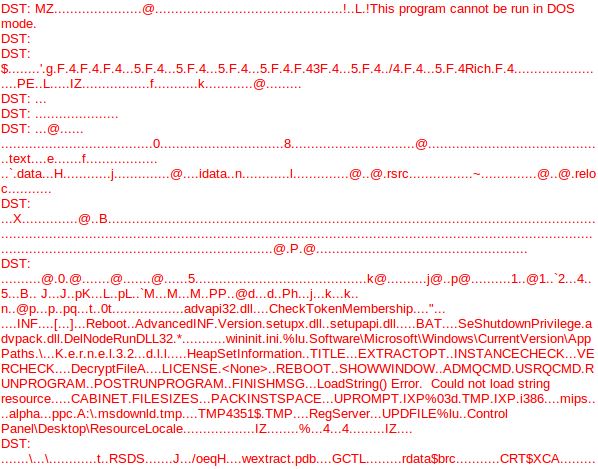 DST: MZ......................@...............................................!..L.!This program cannot be run in DOS
mode.
DST:
DST:
$........'.g.F.4.F.4.F.4...5.F.4...5.F.4...5.F.4...5.F.4.F.43F.4...5.F.4../4.F.4...5.F.4Rich.F.4....................
....PE..L.....IZ.................f...........k............@.........
DST: ...
DST: .....................
DST: ...@......
......................................0...............................8...............................@..........................................
..text....e.......f..................
..`.data...H..........j..............@....idata..n............l..............@..@.rsrc................~..............@..@.relo
c...........
DST:
...X..............@..B..........................................................................................................................
....................................................................................................................................................
....................................................................@.P.@.....................................................
DST:
..........@.0.@.......@.......@......5...........................................k@..........j@..p@..........1..@1..`2...4..
5...B.. J...J..pK...L..pL..`M...M...M..PP..@d...d..Ph...j...k...k..
n..@p...p..pq...t..0t..................advapi32.dll....CheckTokenMembership...."...
....INF....[...]...Reboot..AdvancedINF.Version.setupx.dll..setupapi.dll.....BAT....SeShutdownPrivilege.a
dvpack.dll.DelNodeRunDLL32.*...........wininit.ini.%lu.Software\Microsoft\Windows\CurrentVersion\App
Paths.\...K.e.r.n.e.l.3.2...d.l.l.....HeapSetInformation..TITLE...EXTRACTOPT..INSTANCECHECK...VE
RCHECK....DecryptFileA....LICENSE.<None>..REBOOT..SHOWWINDOW..ADMQCMD.USRQCMD.R
UNPROGRAM..POSTRUNPROGRAM..FINISHMSG...LoadString() Error.  Could not load string
resource.....CABINET.FILESIZES...PACKINSTSPACE...UPROMPT.IXP%03d.TMP.IXP.i386....mips..
..alpha...ppc.A:\.msdownld.tmp....TMP4351$.TMP....RegServer...UPDFILE%lu..Control
Panel\Desktop\ResourceLocale.................IZ.......%...4...4..........IZ....
DST:
.......\...\............t..RSDS.......J.../oeqH....wextract.pdb....GCTL.........rdata$brc...........CRT$XCA.........